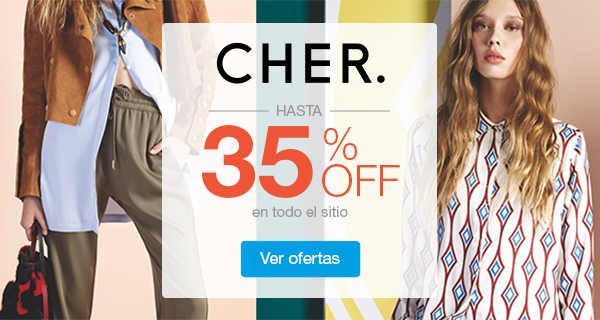 CHER.
HASTA
35% OFF
en todo el sitio
Ver ofertas